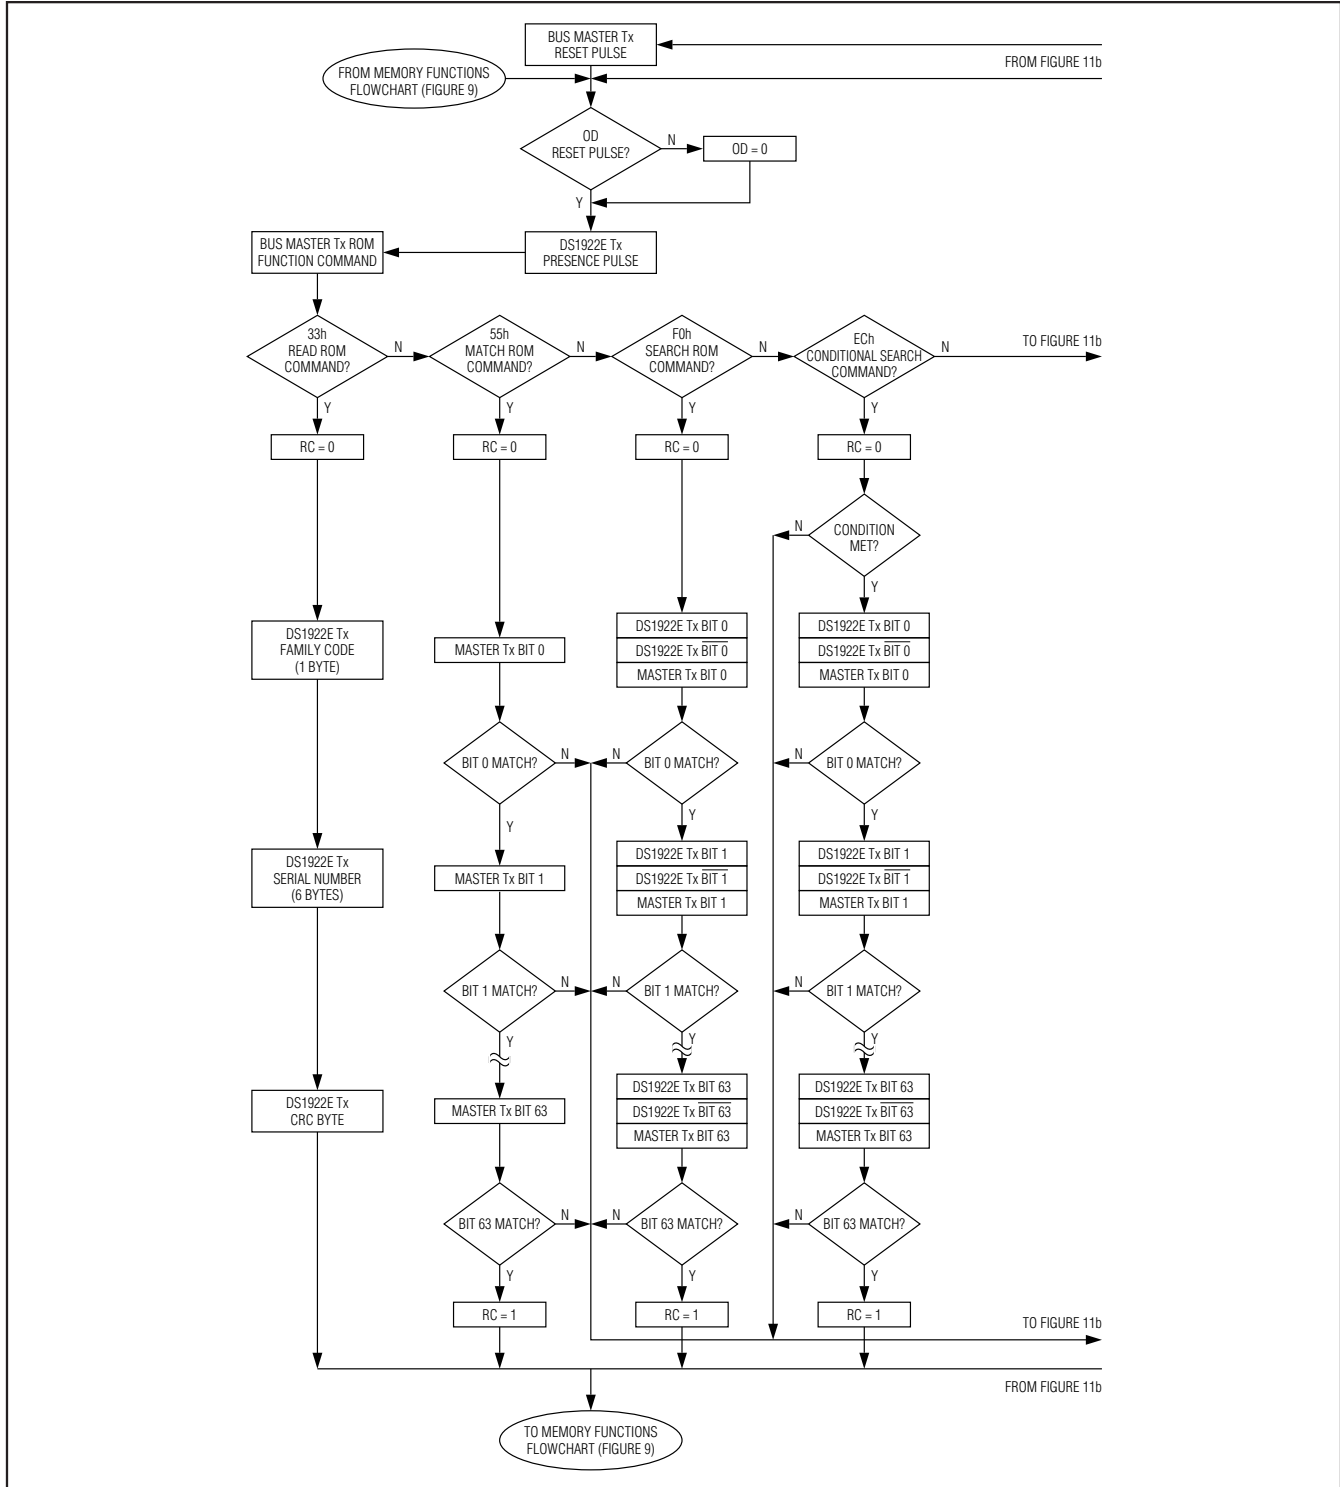 BUS MASTER Tx
RESET PULSE
FROM FIGURE 11b
FROM MEMORY FUNCTIONS
FLOWCHART (FIGURE 9)
OD
RESET PULSE?
N
OD = 0
Y
BUS MASTER Tx ROM
FUNCTION COMMAND
DS1922E Tx
PRESENCE PULSE
33h
READ ROM
COMMAND?
N
55h
MATCH ROM
COMMAND?
N
F0h
SEARCH ROM
COMMAND?
N
ECh
CONDITIONAL SEARCH
COMMAND?
N
TO FIGURE 11b
Y
Y
Y
Y
RC = 0
RC = 0
RC = 0
RC = 0
N
CONDITION
MET?
Y
DS1922E Tx
FAMILY CODE
(1 BYTE)
MASTER Tx BIT 0
DS1922E Tx BIT 0
DS1922E Tx B̅I̅T̅ ̅0̅
MASTER Tx BIT 0
DS1922E Tx BIT 0
DS1922E Tx B̅I̅T̅ ̅0̅
MASTER Tx BIT 0
BIT 0 MATCH?
N
N
BIT 0 MATCH?
N
BIT 0 MATCH?
Y
Y
Y
DS1922E Tx
SERIAL NUMBER
(6 BYTES)
MASTER Tx BIT 1
DS1922E Tx BIT 1
DS1922E Tx B̅I̅T̅ ̅1̅
MASTER Tx BIT 1
DS1922E Tx BIT 1
DS1922E Tx B̅I̅T̅ ̅1̅
MASTER Tx BIT 1
BIT 1 MATCH?
N
N
BIT 1 MATCH?
N
BIT 1 MATCH?
Y
Y
Y
DS1922E Tx
CRC BYTE
MASTER Tx BIT 63
DS1922E Tx BIT 63
DS1922E Tx B̅I̅T̅ ̅6̅3̅
MASTER Tx BIT 63
DS1922E Tx BIT 63
DS1922E Tx B̅I̅T̅ ̅6̅3̅
MASTER Tx BIT 63
BIT 63 MATCH?
N
N
BIT 63 MATCH?
N
BIT 63 MATCH?
Y
Y
Y
RC = 1
RC = 1
RC = 1
TO FIGURE 11b
FROM FIGURE 11b
TO MEMORY FUNCTIONS
FLOWCHART (FIGURE 9)